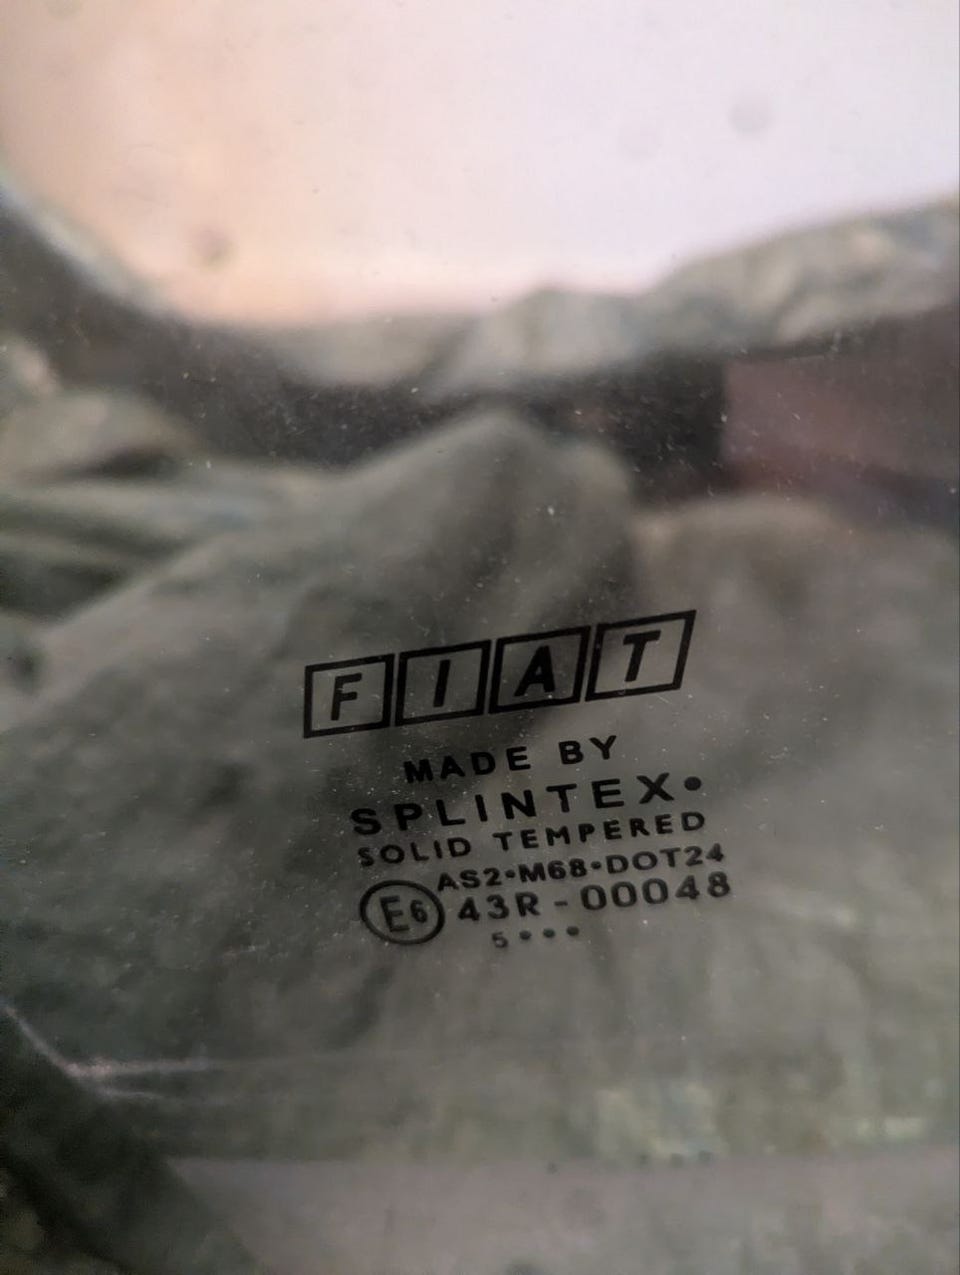 FIAT
MADE BY
SPLINTEX•
SOLID TEMPERED
AS2•M68•DOT24
E6 43R-00048
5•••